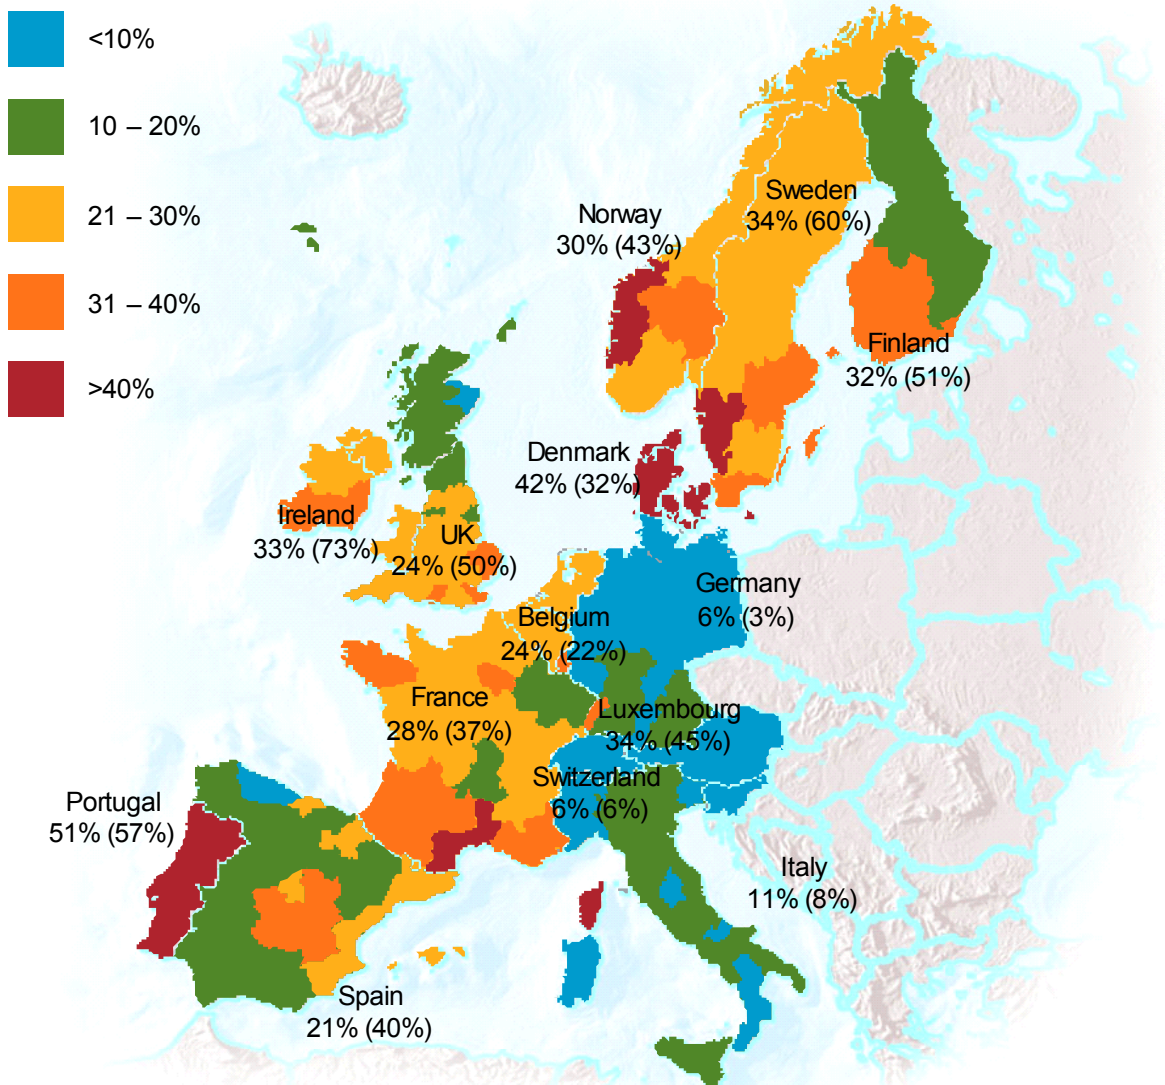 <10%
10 – 20%
21 – 30%
31 – 40%
>40%
Sweden
34% (60%)
Norway
30% (43%)
Finland
32% (51%)
Denmark
42% (32%)
Ireland
33% (73%)
UK
24% (50%)
Germany
6% (3%)
Belgium
24% (22%)
France
28% (37%)
Luxembourg
34% (45%)
Switzerland
6% (6%)
Portugal
51% (57%)
Italy
11% (8%)
Spain
21% (40%)